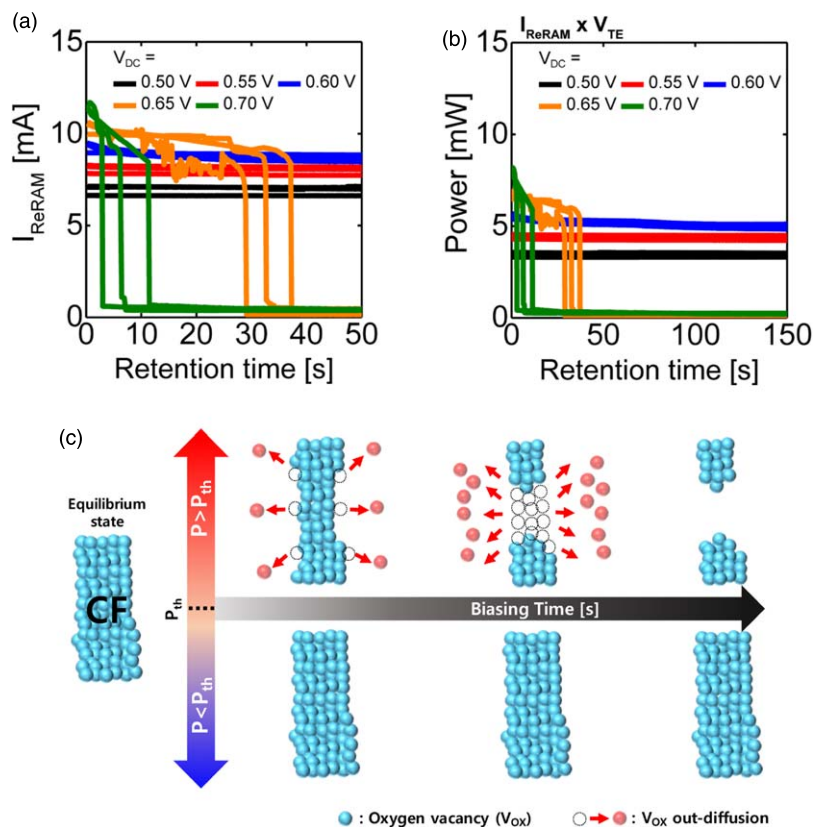 (a)
15
10
5
0
I_ReRAM [mA]
V_DC =
0.50 V 0.55 V 0.60 V
0.65 V 0.70 V
0 10 20 30 40 50
Retention time [s]
(b)
I_ReRAM x V_TE
15
10
5
0
Power [mW]
V_DC =
0.50 V 0.55 V 0.60 V
0.65 V 0.70 V
0 50 100 150
Retention time [s]
(c)
Equilibrium
state
CF
P > P_th
P_th
P < P_th
Biasing Time [s]
: Oxygen vacancy (V_OX) : V_OX out-diffusion